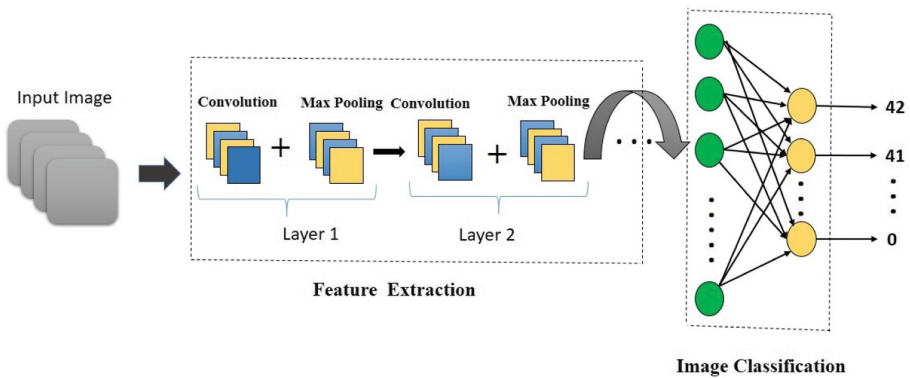 Input Image
Convolution
Max Pooling
Convolution
Max Pooling
+
+
Layer 1
Layer 2
Feature Extraction
42
41
0
Image Classification